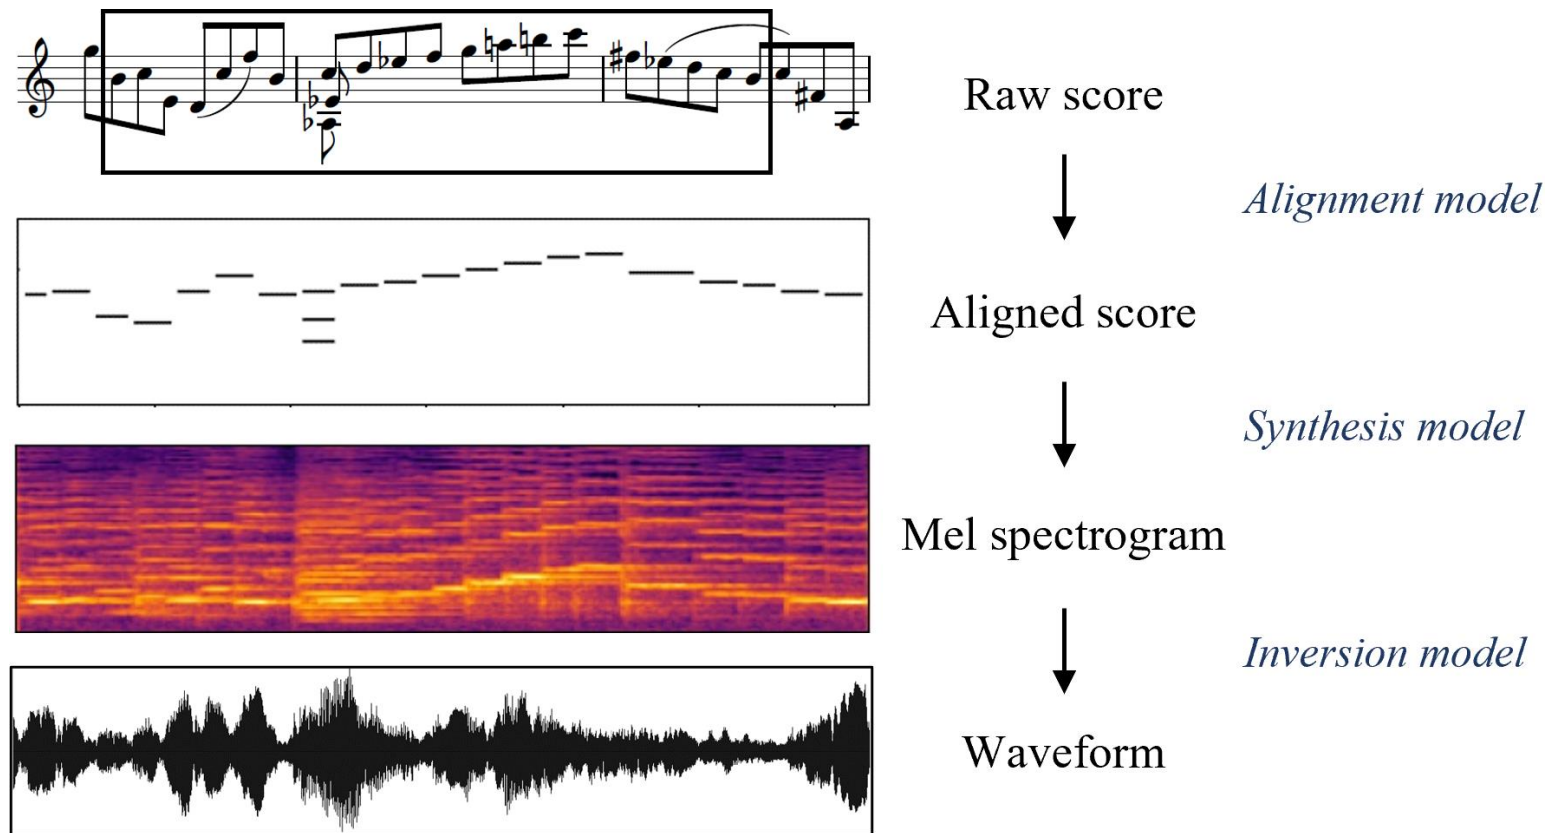 Raw score
Alignment model
Aligned score
Synthesis model
Mel spectrogram
Inversion model
Waveform